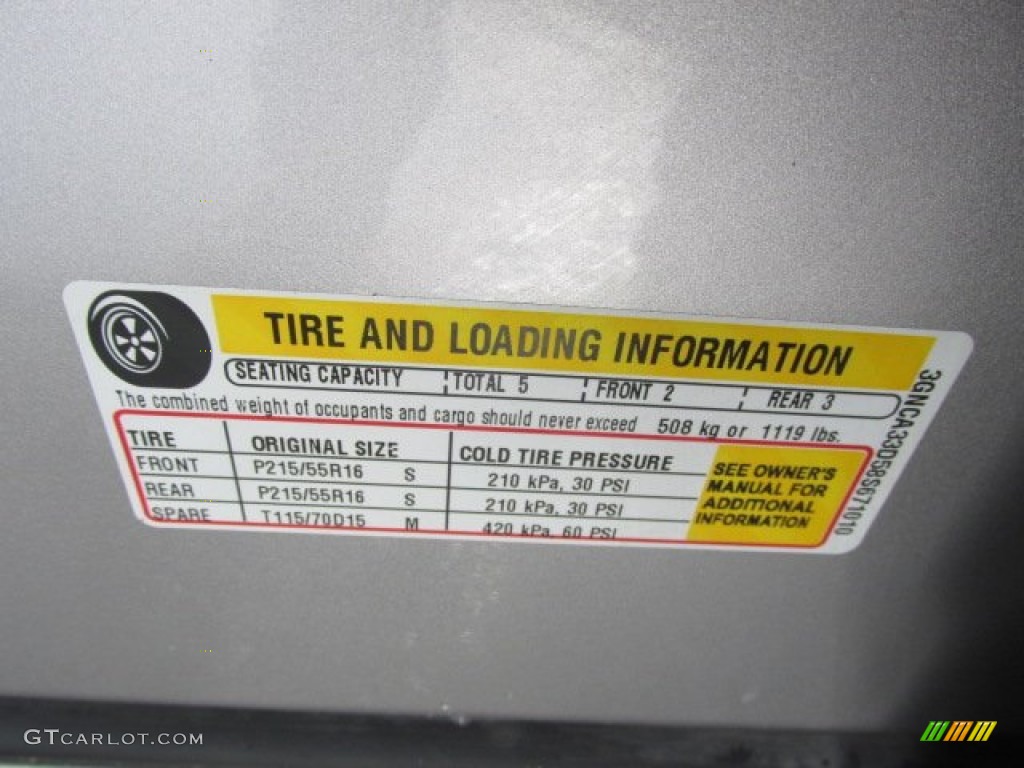 TIRE AND LOADING INFORMATION
SEATING CAPACITY TOTAL 5 FRONT 2 REAR 3
The combined weight of occupants and cargo should never exceed 508 kg or 1119 lbs.
TIRE ORIGINAL SIZE COLD TIRE PRESSURE
FRONT P215/55R16 S 210 kPa, 30 PSI
REAR P215/55R16 S 210 kPa, 30 PSI
SPARE T115/70D15 M 420 kPa, 60 PSI
SEE OWNER'S
MANUAL FOR
ADDITIONAL
INFORMATION
3GNCA33D58S671010
GTCARLOT.COM